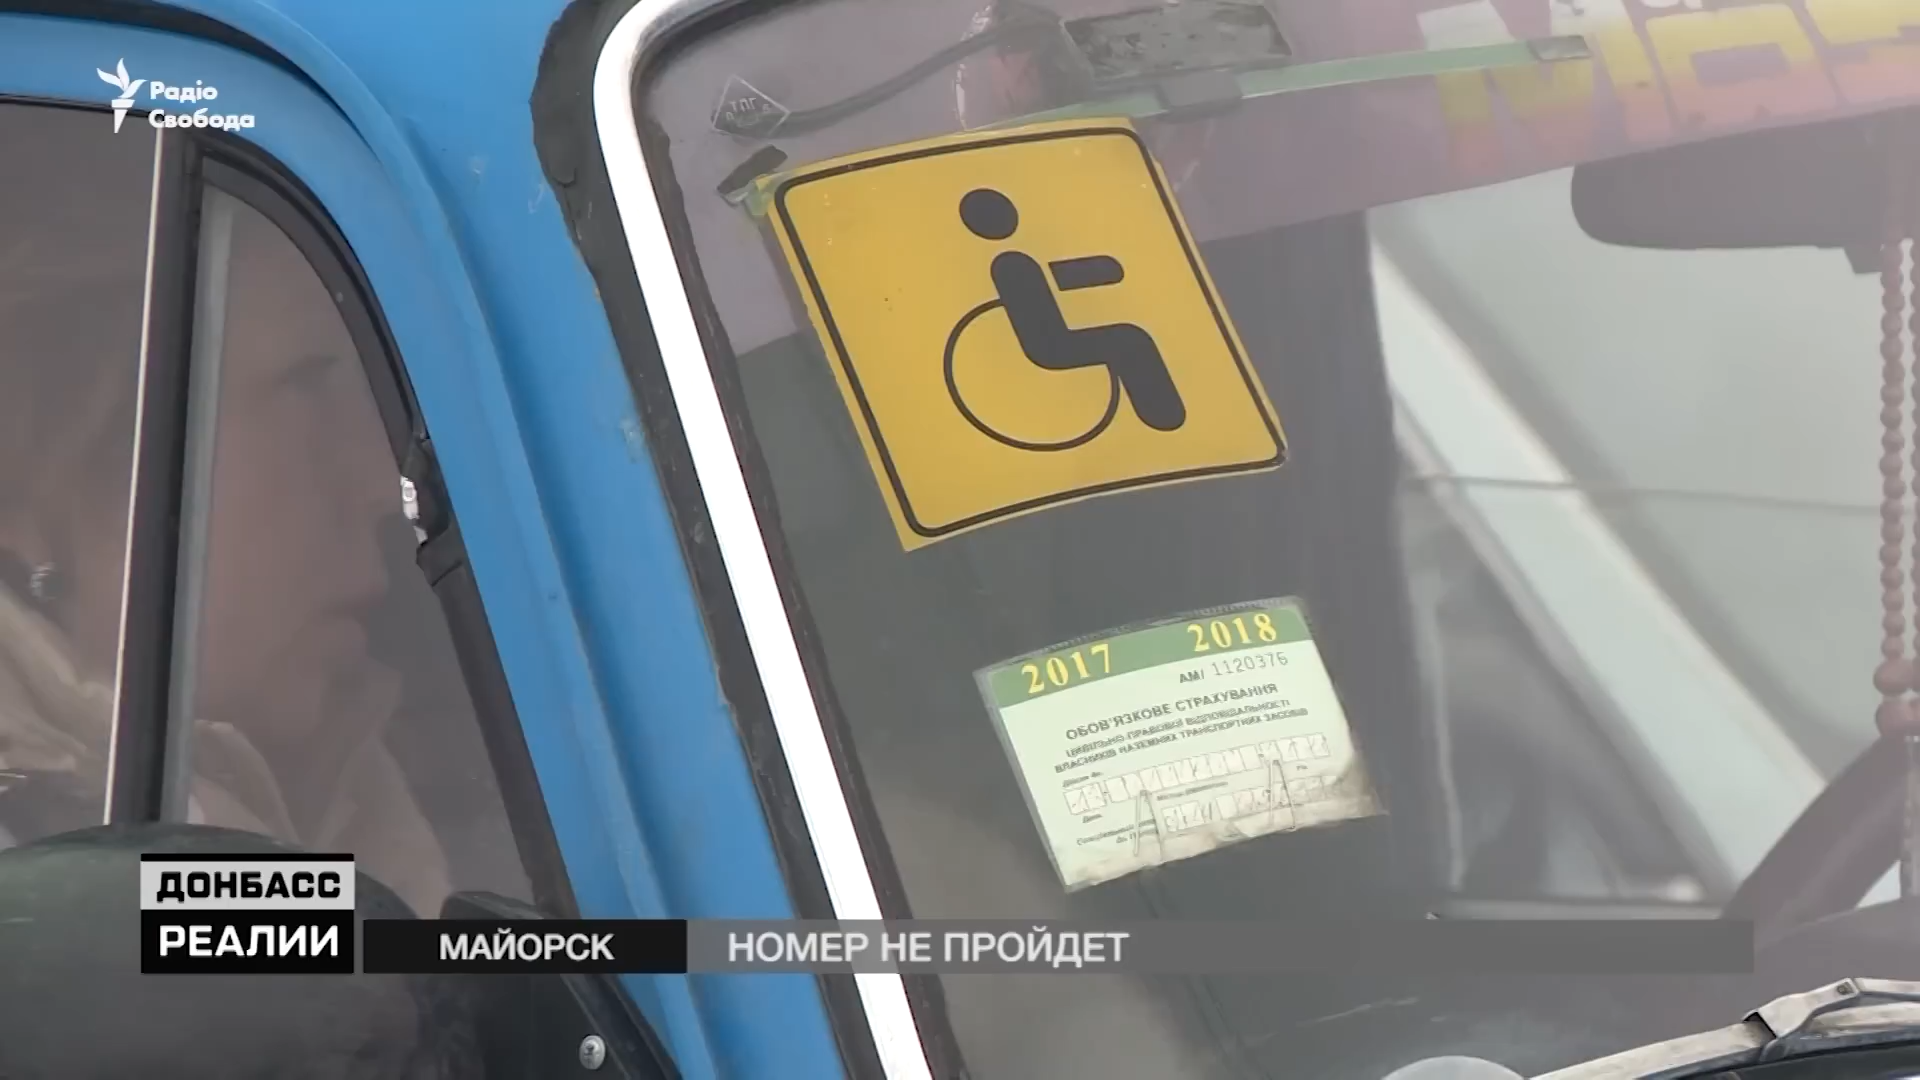 Радіо
Свобода
2017 2018
АМ/ 1120376
ОБОВ'ЯЗКОВЕ СТРАХУВАННЯ
ЦИВІЛЬНО-ПРАВОВОЇ ВІДПОВІДАЛЬНОСТІ
ВЛАСНИКІВ НАЗЕМНИХ ТРАНСПОРТНИХ ЗАСОБІВ
ДОНБАСС
РЕАЛИИ
МАЙОРСК
НОМЕР НЕ ПРОЙДЕТ